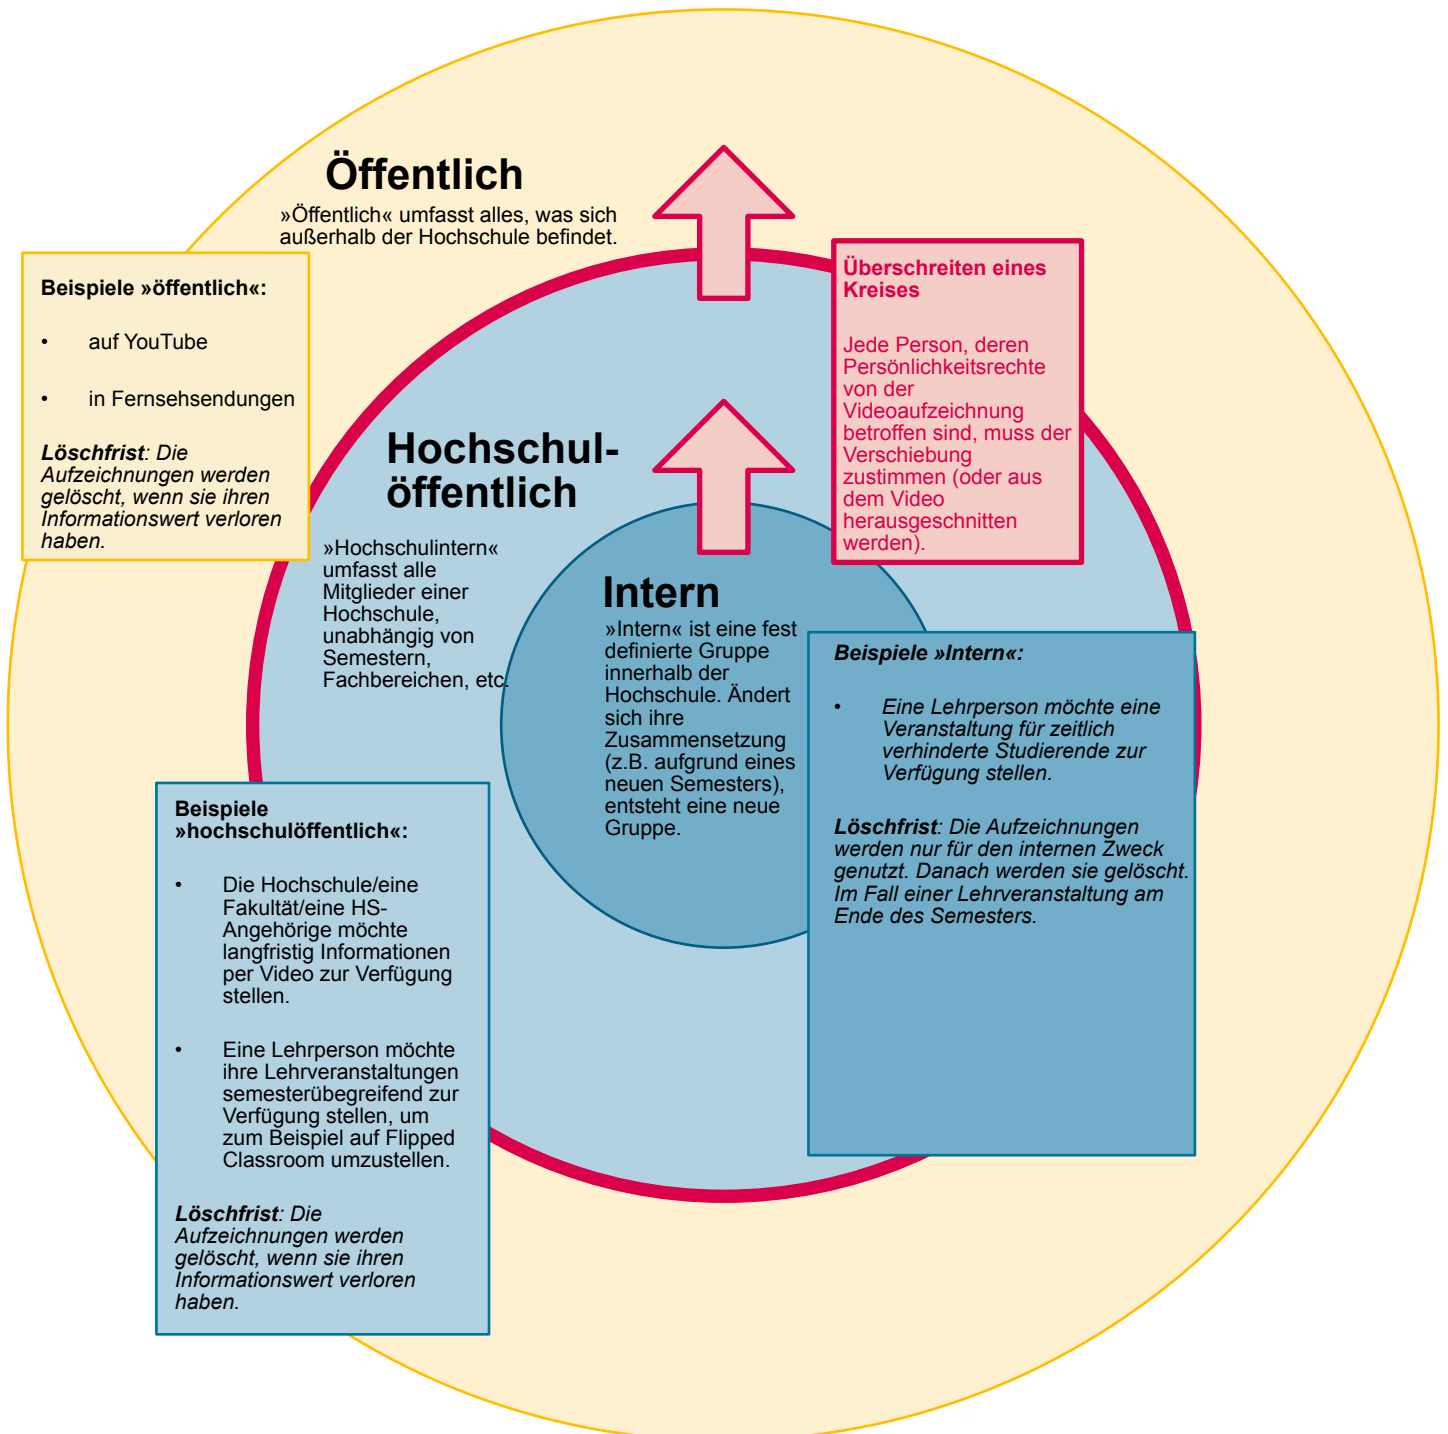 Öffentlich
»Öffentlich« umfasst alles, was sich
außerhalb der Hochschule befindet.
Beispiele »öffentlich«:
• auf YouTube
• in Fernsehsendungen
Löschfrist: Die
Aufzeichnungen werden
gelöscht, wenn sie ihren
Informationswert verloren
haben.
Überschreiten eines
Kreises
Jede Person, deren
Persönlichkeitsrechte
von der
Videoaufzeichnung
betroffen sind, muss der
Verschiebung
zustimmen (oder aus
dem Video
herausgeschnitten
werden).
Hochschul-
öffentlich
»Hochschulintern«
umfasst alle
Mitglieder einer
Hochschule,
unabhängig von
Semestern,
Fachbereichen, etc.
Intern
»Intern« ist eine fest
definierte Gruppe
innerhalb der
Hochschule. Ändert
sich ihre
Zusammensetzung
(z.B. aufgrund eines
neuen Semesters),
entsteht eine neue
Gruppe.
Beispiele »Intern«:
• Eine Lehrperson möchte eine
Veranstaltung für zeitlich
verhinderte Studierende zur
Verfügung stellen.
Löschfrist: Die Aufzeichnungen
werden nur für den internen Zweck
genutzt. Danach werden sie gelöscht.
Im Fall einer Lehrveranstaltung am
Ende des Semesters.
Beispiele
»hochschulöffentlich«:
• Die Hochschule/eine
Fakultät/eine HS-
Angehörige möchte
langfristig Informationen
per Video zur Verfügung
stellen.
• Eine Lehrperson möchte
ihre Lehrveranstaltungen
semesterübegreifend zur
Verfügung stellen, um
zum Beispiel auf Flipped
Classroom umzustellen.
Löschfrist: Die
Aufzeichnungen werden
gelöscht, wenn sie ihren
Informationswert verloren
haben.